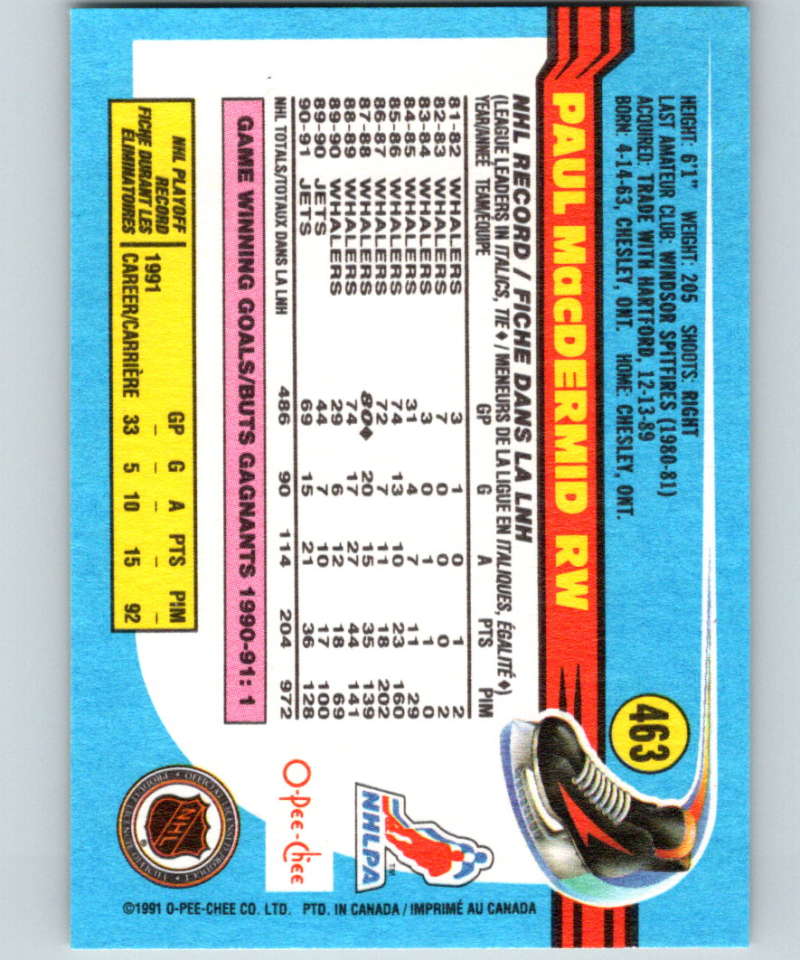 HEIGHT: 6'1" WEIGHT: 205 SHOOTS: RIGHT
LAST AMATEUR CLUB: WINDSOR SPITFIRES (1980-81)
ACQUIRED: TRADE WITH HARTFORD, 12-13-89
BORN: 4-14-63, CHESLEY, ONT. HOME: CHESLEY, ONT.
463
PAUL MacDERMID RW
NHL RECORD / FICHE DANS LA LNH
(LEAGUE LEADERS IN ITALICS, TIE ♦ / MENEURS DE LA LIGUE EN ITALIQUES, ÉGALITÉ ♦)
YEAR/ANNÉE TEAM/ÉQUIPE GP G A PTS PIM
81-82 WHALERS 3 1 0 1 2
82-83 WHALERS 7 0 0 0 2
83-84 WHALERS 3 0 1 1 0
84-85 WHALERS 31 4 7 11 29
85-86 WHALERS 74 13 10 23 160
86-87 WHALERS 72 7 11 18 202
87-88 WHALERS 80♦ 20 15 35 139
88-89 WHALERS 74 17 27 44 141
89-90 WHALERS 29 6 12 18 69
89-90 JETS 44 7 10 17 100
90-91 JETS 69 15 21 36 128
NHL TOTALS/TOTAUX DANS LA LNH 486 90 114 204 972
GAME WINNING GOALS/BUTS GAGNANTS 1990-91: 1
NHL PLAYOFF RECORD
FICHE DURANT LES ÉLIMINATOIRES
GP G A PTS PIM
1991 – – – – –
CAREER/CARRIÈRE 33 5 10 15 92
NHLPA
TM
O-Pee-Chee
NHL
®
©1991 O-PEE-CHEE CO. LTD. PTD. IN CANADA / IMPRIMÉ AU CANADA